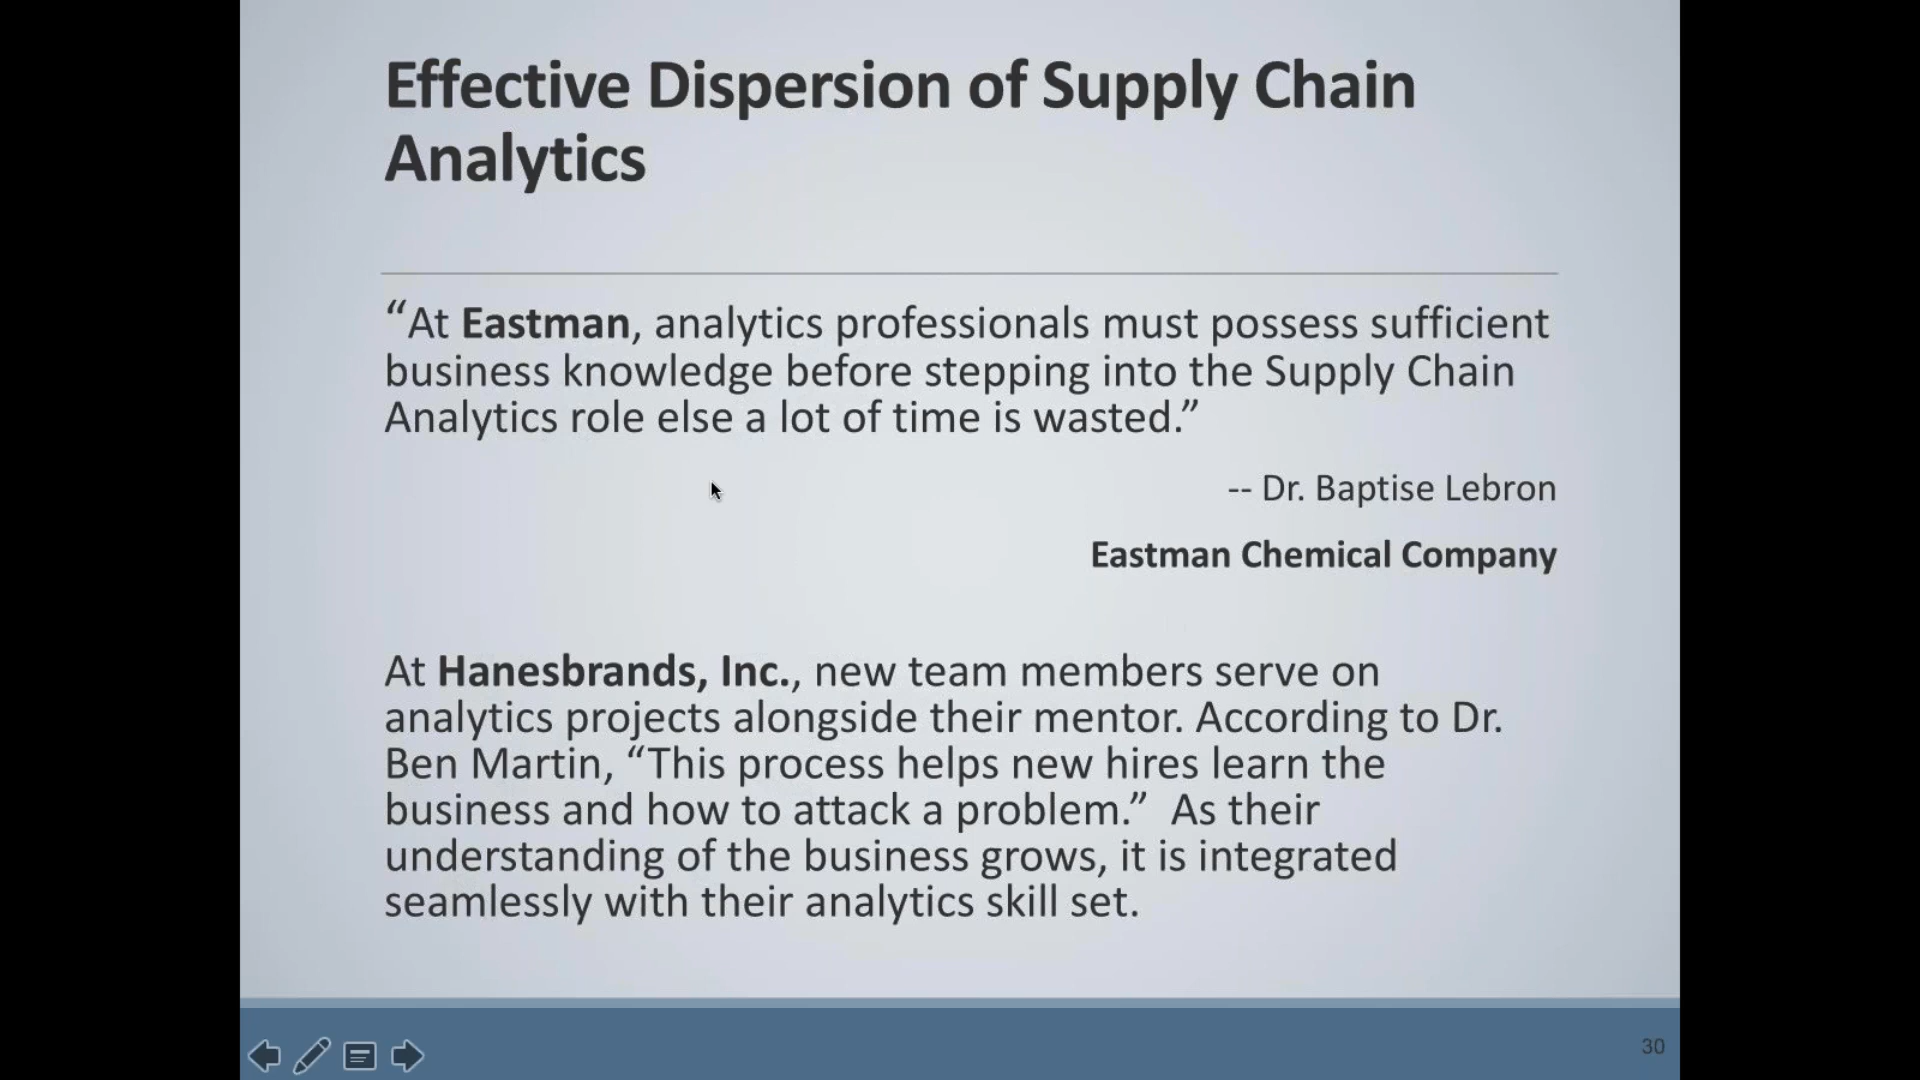 Effective Dispersion of Supply Chain
Analytics
“At Eastman, analytics professionals must possess sufficient
business knowledge before stepping into the Supply Chain
Analytics role else a lot of time is wasted.”
-- Dr. Baptise Lebron
Eastman Chemical Company
At Hanesbrands, Inc., new team members serve on
analytics projects alongside their mentor. According to Dr.
Ben Martin, “This process helps new hires learn the
business and how to attack a problem.”  As their
understanding of the business grows, it is integrated
seamlessly with their analytics skill set.
30